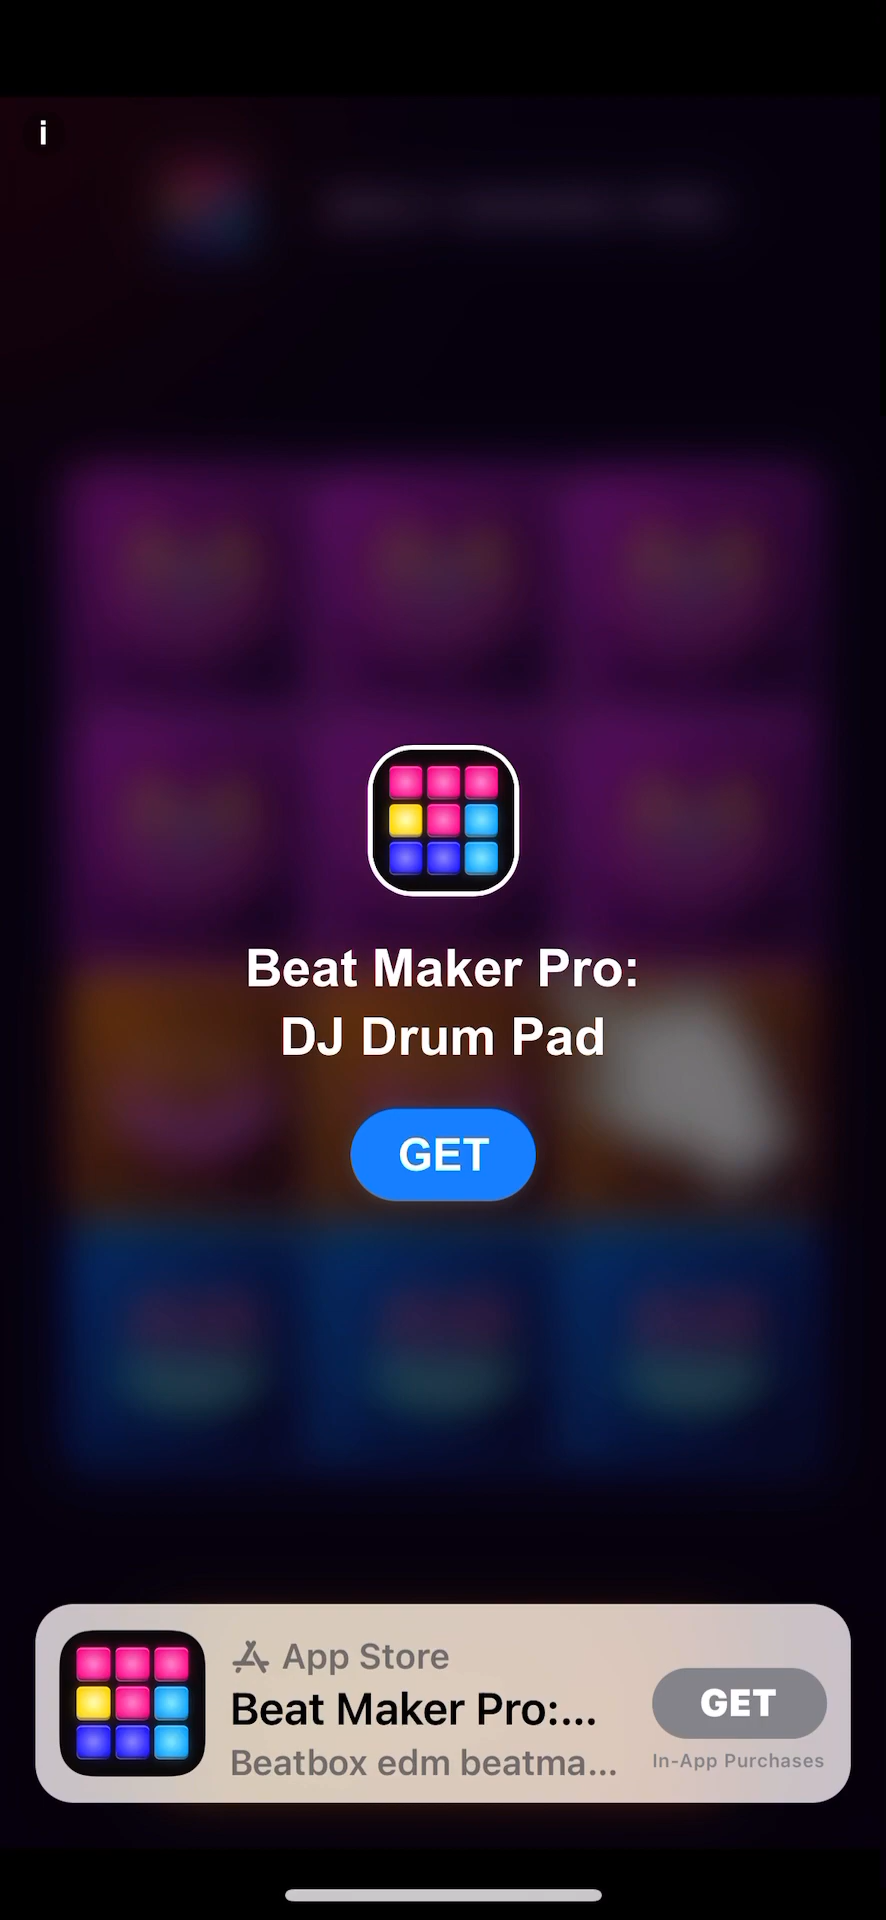 i
Beat Maker Pro:
DJ Drum Pad
GET
App Store
Beat Maker Pro:...
Beatbox edm beatma...
GET
In-App Purchases